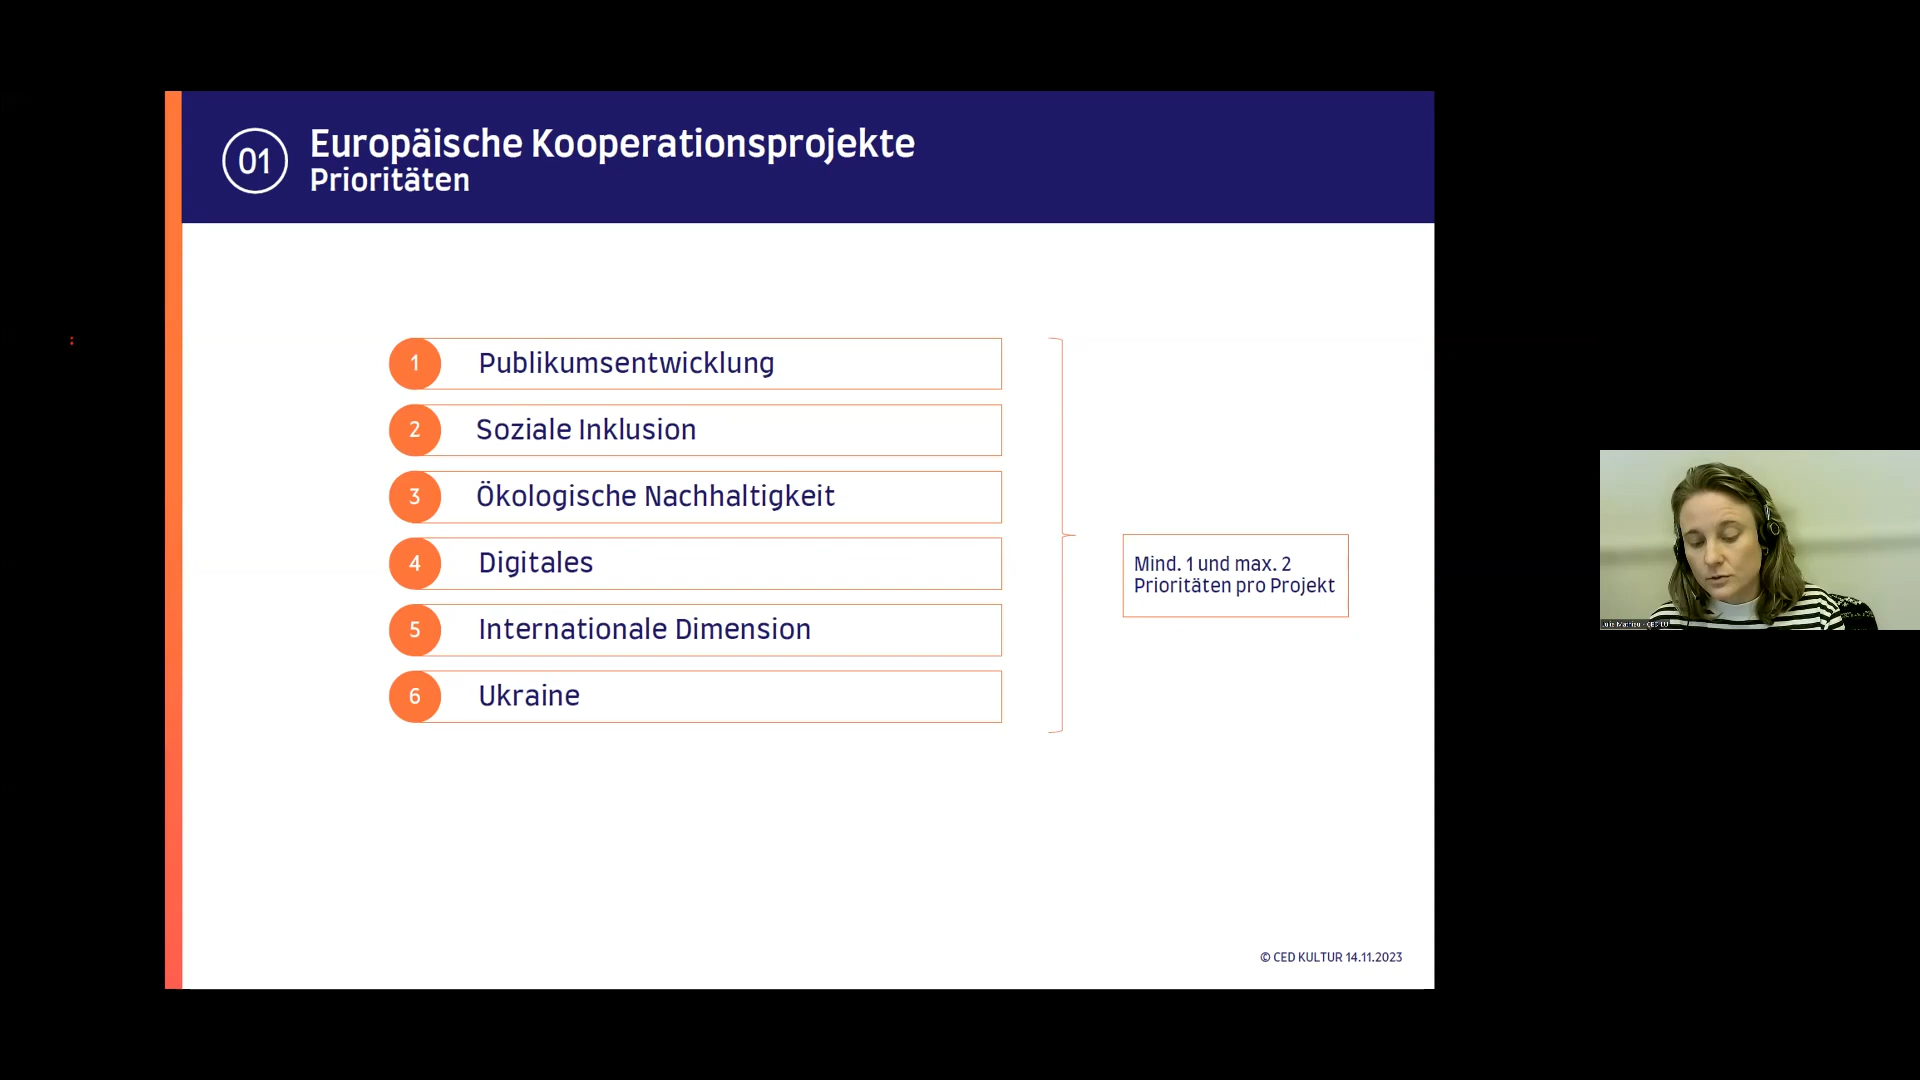 01
Europäische Kooperationsprojekte
Prioritäten
1 Publikumsentwicklung
2 Soziale Inklusion
3 Ökologische Nachhaltigkeit
4 Digitales
5 Internationale Dimension
6 Ukraine
Mind. 1 und max. 2
Prioritäten pro Projekt
© CED KULTUR 14.11.2023